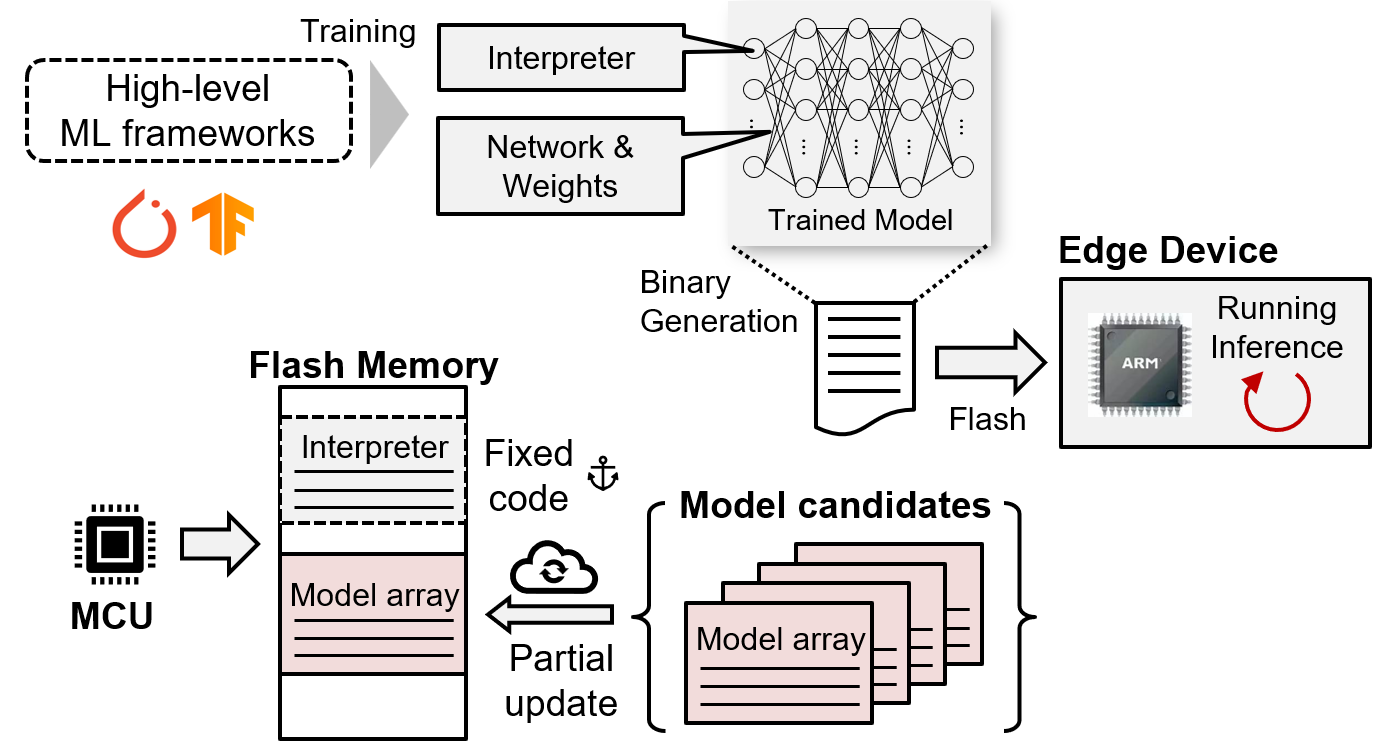 Training
High-level
ML frameworks
Interpreter
Network &
Weights
Trained Model
Binary
Generation
Flash
Edge Device
ARM
Running
Inference
Flash Memory
Interpreter
Fixed
code
MCU
Model array
Partial
update
Model candidates
Model array